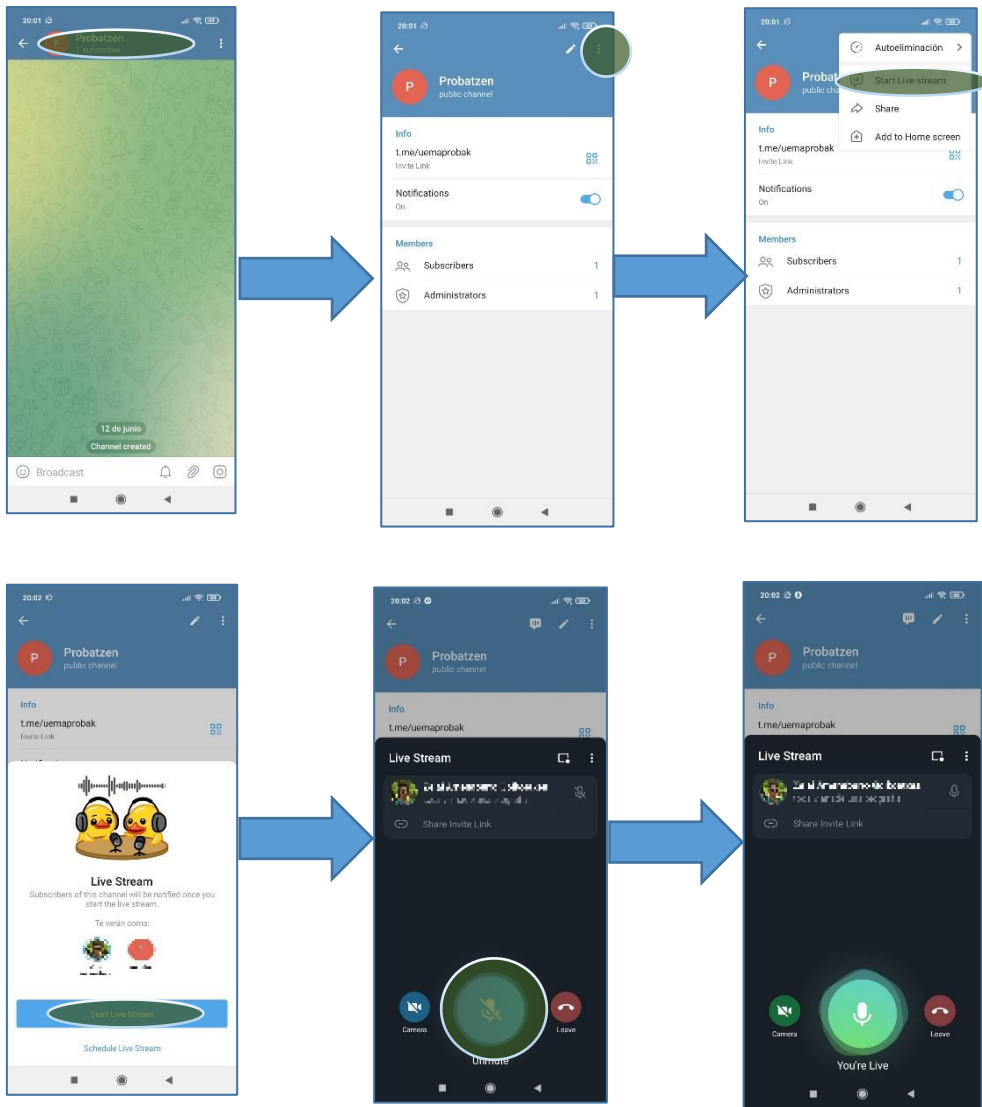 20:01
Probatzen
1 subscriber
12 de junio
Channel created
Broadcast
20:01
P
Probatzen
public channel
Info
t.me/uemaprobak
Invite Link
Notifications
On
Members
Subscribers 1
Administrators 1
20:01
Autoeliminación
P
Probat
public cha
Start Live stream
Share
Add to Home screen
Info
t.me/uemaprobak
Invite Link
Notifications
On
Members
Subscribers 1
Administrators 1
20:02
P
Probatzen
public channel
Info
t.me/uemaprobak
Invite Link
Live Stream
Subscribers of this channel will be notified once you
start the live stream.
Te verán como:
Start Live Stream
Schedule Live Stream
20:02
P
Probatzen
public channel
Info
t.me/uemaprobak
Live Stream
Share Invite Link
Camera
Leave
Unmute
20:02
P
Probatzen
public channel
Info
t.me/uemaprobak
Live Stream
Share Invite Link
Camera
Leave
You're Live